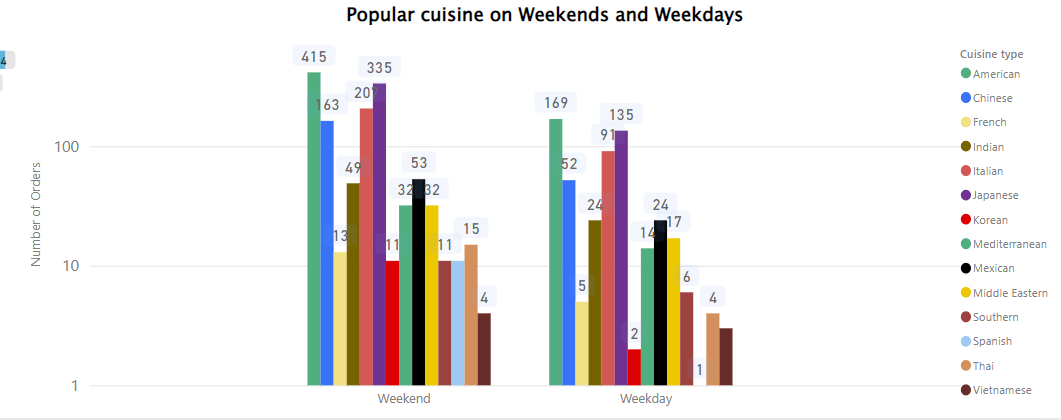 Popular cuisine on Weekends and Weekdays
4
Number of Orders
100
10
1
415
163
13
49
335
11
32
53
32
11
15
4
169
52
5
24
91
135
2
14
24
17
6
1
4
Weekend
Weekday
Cuisine type
American
Chinese
French
Indian
Italian
Japanese
Korean
Mediterranean
Mexican
Middle Eastern
Southern
Spanish
Thai
Vietnamese